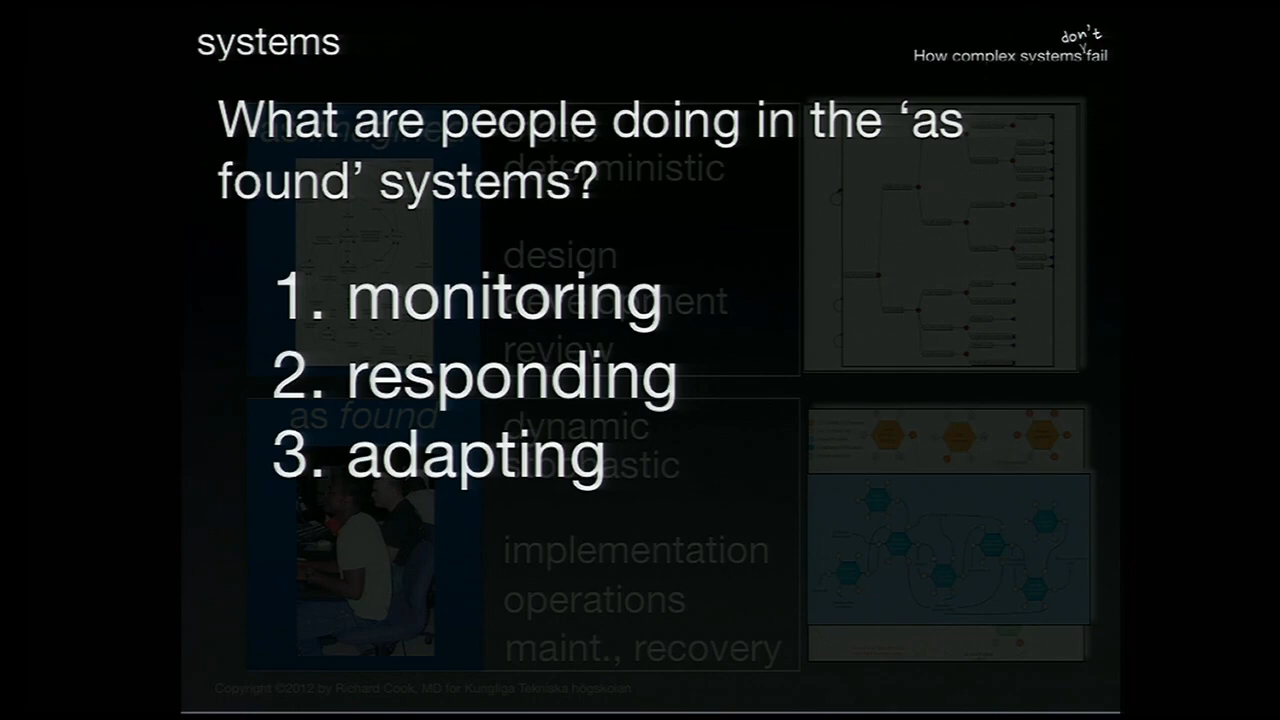 systems
don't
How complex systems fail
What are people doing in the ‘as
found’ systems?
1. monitoring
2. responding
3. adapting
as imagined
static
deterministic
design
development
review
as found
dynamic
stochastic
implementation
operations
maint., recovery
Copyright ©2012 by Richard Cook, MD for Kungliga Tekniska högskolan